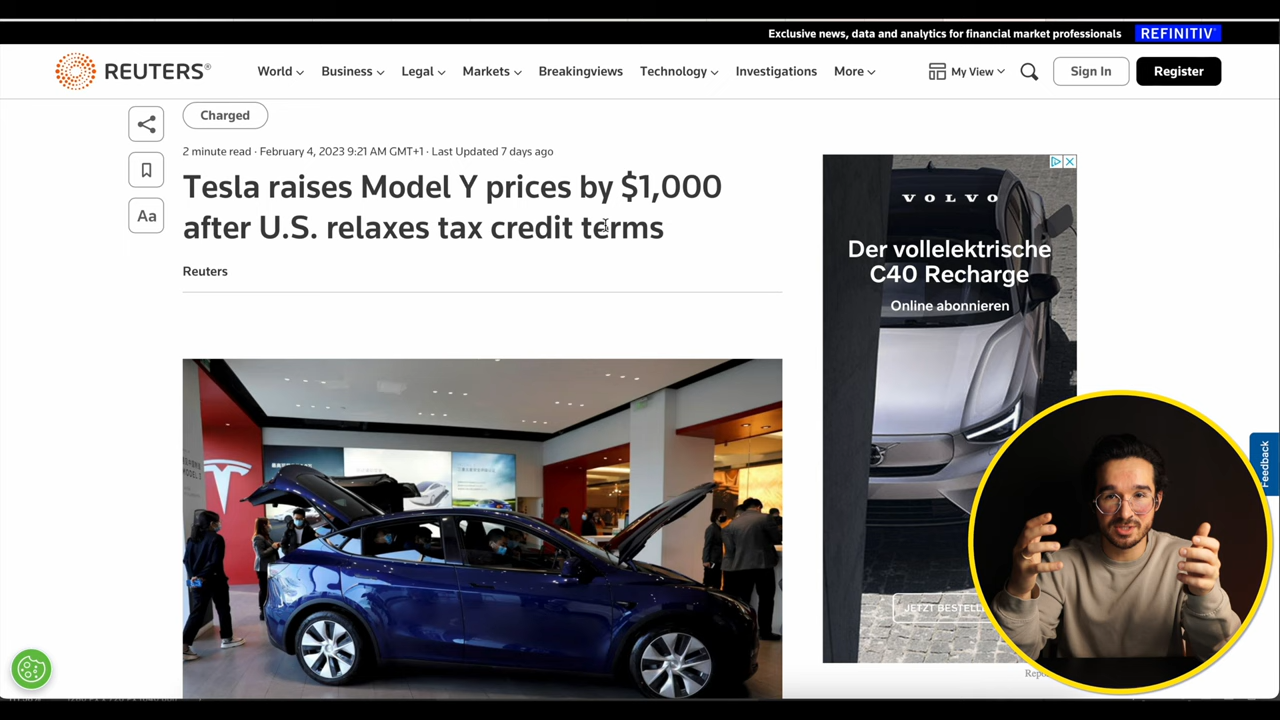 Exclusive news, data and analytics for financial market professionals REFINITIV
REUTERS®
World Business Legal Markets Breakingviews Technology Investigations More
My View Sign In Register
Charged
2 minute read · February 4, 2023 9:21 AM GMT+1 · Last Updated 7 days ago
Tesla raises Model Y prices by $1,000
after U.S. relaxes tax credit terms
Aa
Reuters
VOLVO
Der vollelektrische
C40 Recharge
Online abonnieren
Feedback